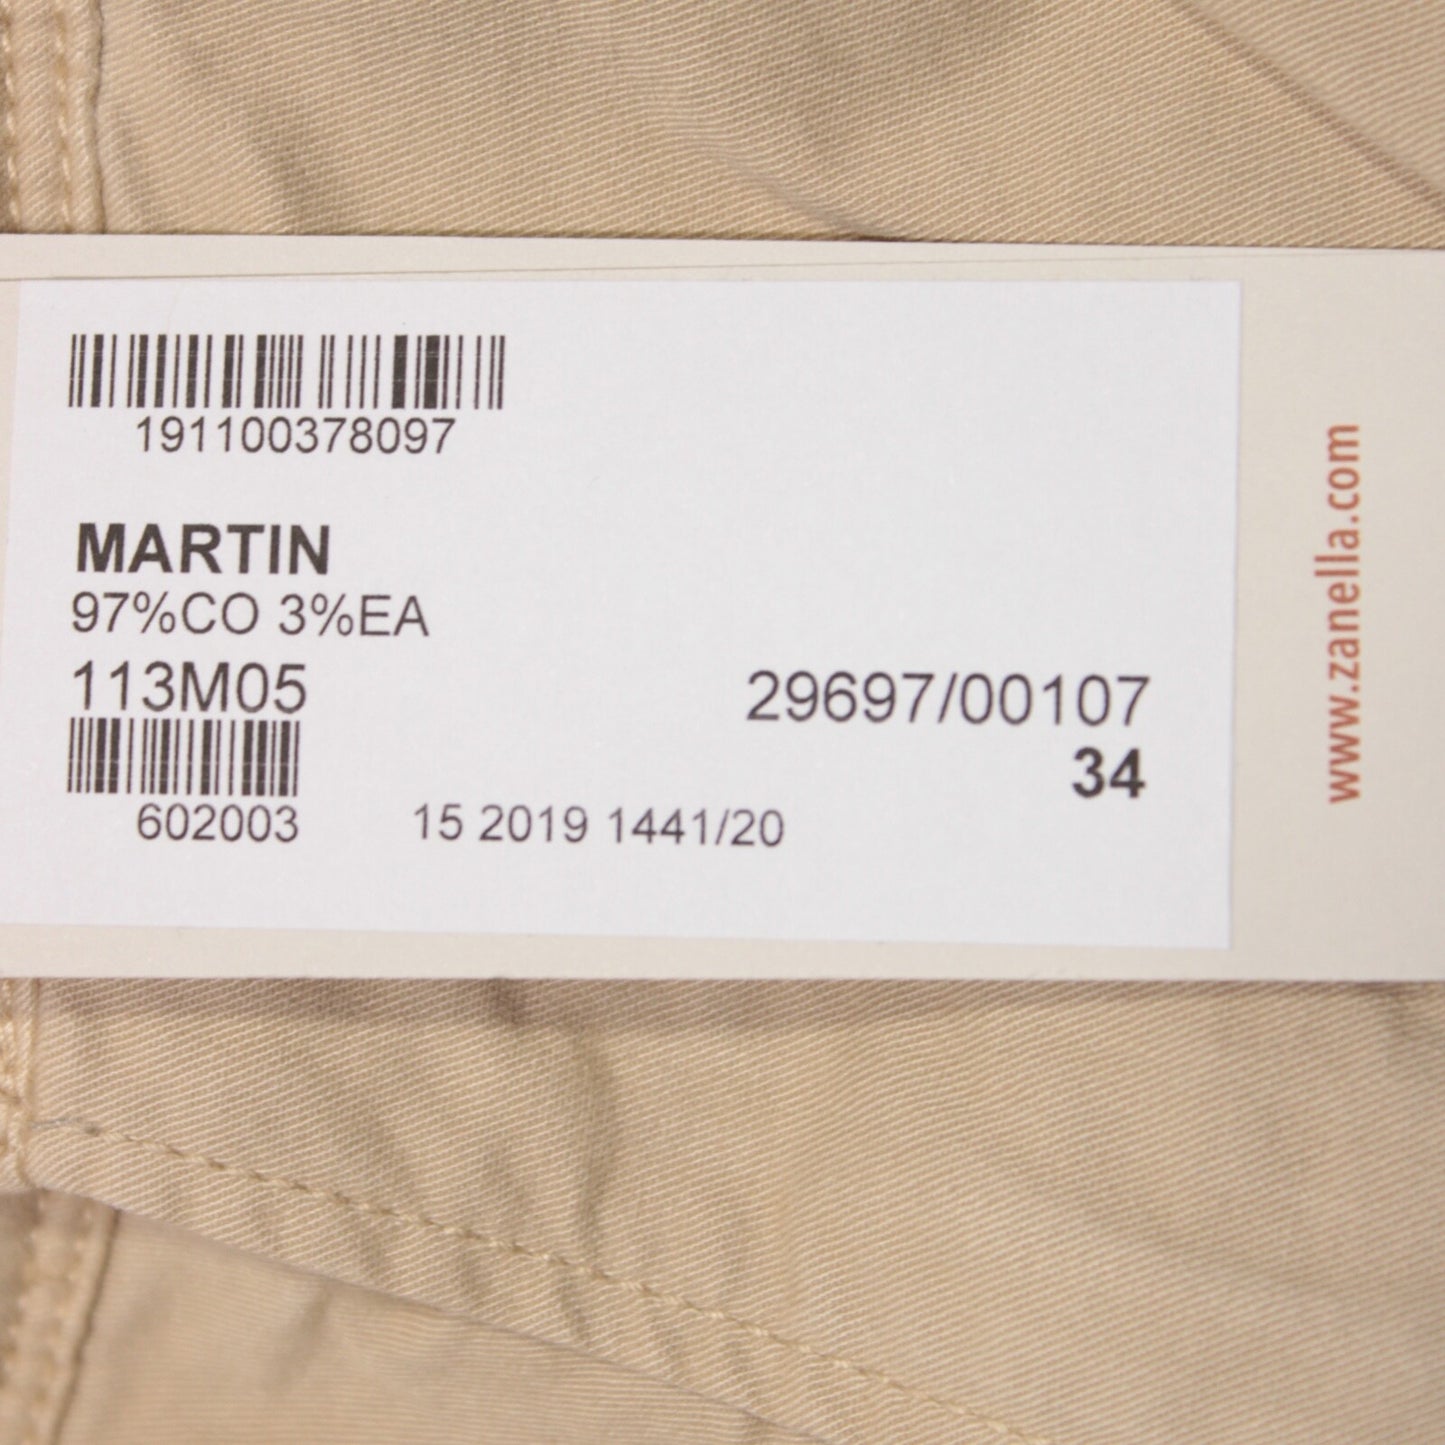 191100378097
MARTIN
97%CO 3%EA
113M05
29697/00107
34
602003
15 2019 1441/20
www.zanella.com